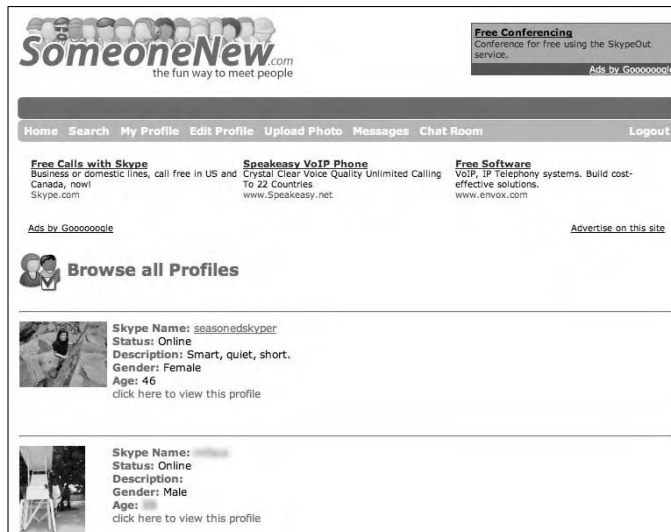 SomeoneNew.com
the fun way to meet people
Free Conferencing
Conference for free using the SkypeOut
service.
Ads by Goooooogle
Home Search My Profile Edit Profile Upload Photo Messages Chat Room Logout
Free Calls with Skype
Business or domestic lines, call free in US and
Canada, now!
Skype.com
Speakeasy VoIP Phone
Crystal Clear Voice Quality Unlimited Calling
To 22 Countries
www.Speakeasy.net
Free Software
VoIP, IP Telephony systems. Build cost-
effective solutions.
www.envox.com
Ads by Goooooogle
Advertise on this site
Browse all Profiles
Skype Name: seasonedskyper
Status: Online
Description: Smart, quiet, short.
Gender: Female
Age: 46
click here to view this profile
Skype Name:
Status: Online
Description:
Gender: Male
Age:
click here to view this profile